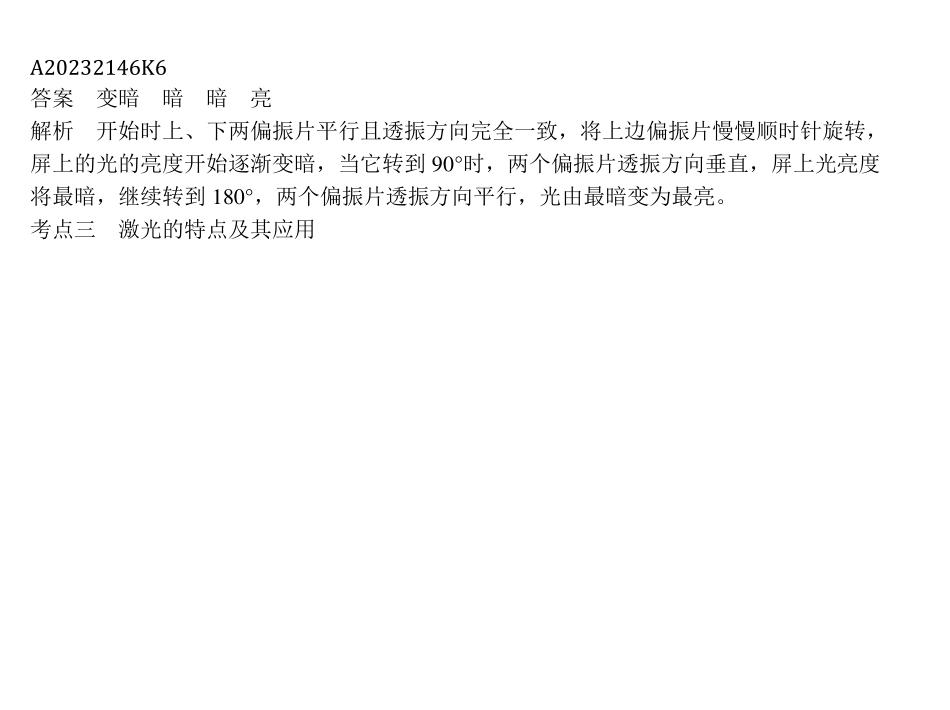 A20232146K6
答案　变暗　暗　暗　亮
解析　开始时上、下两偏振片平行且透振方向完全一致，将上边偏振片慢慢顺时针旋转，
屏上的光的亮度开始逐渐变暗，当它转到 90°时，两个偏振片透振方向垂直，屏上光亮度
将最暗，继续转到 180°，两个偏振片透振方向平行，光由最暗变为最亮。
考点三　激光的特点及其应用